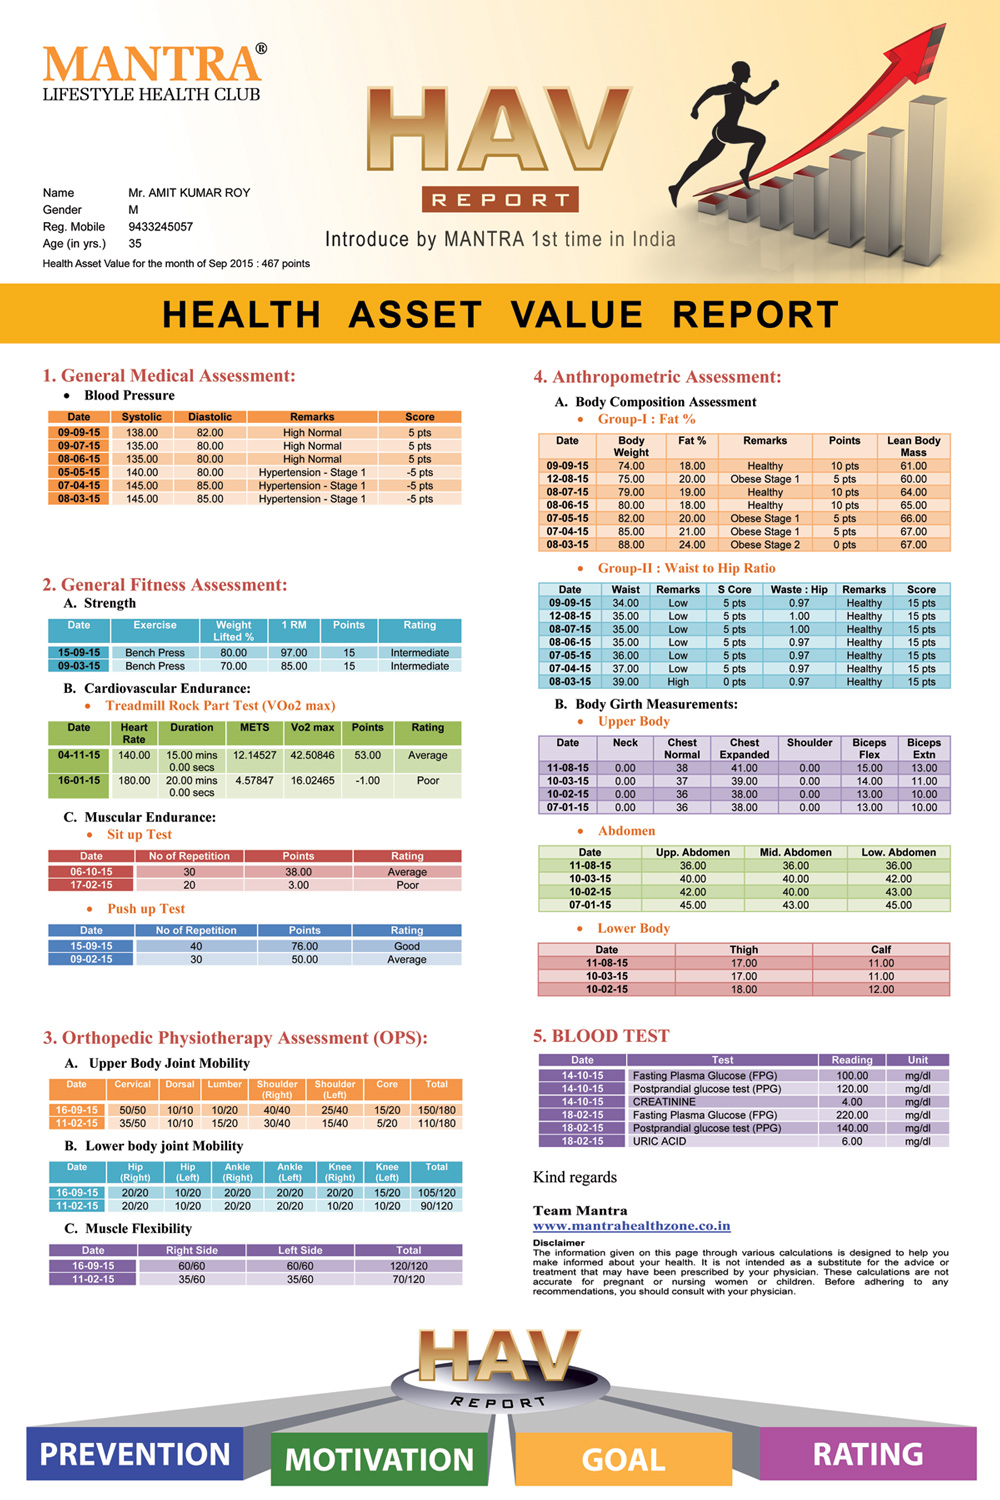 MANTRA®
LIFESTYLE HEALTH CLUB
HAV
REPORT
Introduce by MANTRA 1st time in India
Name Mr. AMIT KUMAR ROY
Gender M
Reg. Mobile 9433245057
Age (in yrs.) 35
Health Asset Value for the month of Sep 2015 : 467 points
HEALTH ASSET VALUE REPORT
1. General Medical Assessment:
• Blood Pressure
Date Systolic Diastolic Remarks Score
09-09-15 138.00 82.00 High Normal 5 pts
09-07-15 135.00 80.00 High Normal 5 pts
08-06-15 135.00 80.00 High Normal 5 pts
05-05-15 140.00 80.00 Hypertension - Stage 1 -5 pts
07-04-15 145.00 85.00 Hypertension - Stage 1 -5 pts
08-03-15 145.00 85.00 Hypertension - Stage 1 -5 pts
2. General Fitness Assessment:
A. Strength
Date Exercise Weight Lifted % 1 RM Points Rating
15-09-15 Bench Press 80.00 97.00 15 Intermediate
09-03-15 Bench Press 70.00 85.00 15 Intermediate
B. Cardiovascular Endurance:
• Treadmill Rock Part Test (VOo2 max)
Date Heart Rate Duration METS Vo2 max Points Rating
04-11-15 140.00 15.00 mins 0.00 secs 12.14527 42.50846 53.00 Average
16-01-15 180.00 20.00 mins 0.00 secs 4.57847 16.02465 -1.00 Poor
C. Muscular Endurance:
• Sit up Test
Date No of Repetition Points Rating
06-10-15 30 38.00 Average
17-02-15 20 3.00 Poor
• Push up Test
Date No of Repetition Points Rating
15-09-15 40 76.00 Good
09-02-15 30 50.00 Average
3. Orthopedic Physiotherapy Assessment (OPS):
A. Upper Body Joint Mobility
Date Cervical Dorsal Lumber Shoulder (Right) Shoulder (Left) Core Total
16-09-15 50/50 10/10 10/20 40/40 25/40 15/20 150/180
11-02-15 35/50 10/10 15/20 30/40 15/40 5/20 110/180
B. Lower body joint Mobility
Date Hip (Right) Hip (Left) Ankle (Right) Ankle (Left) Knee (Right) Knee (Left) Total
16-09-15 20/20 10/20 20/20 20/20 20/20 15/20 105/120
11-02-15 20/20 10/20 20/20 20/20 10/20 10/20 90/120
C. Muscle Flexibility
Date Right Side Left Side Total
16-09-15 60/60 60/60 120/120
11-02-15 35/60 35/60 70/120
4. Anthropometric Assessment:
A. Body Composition Assessment
• Group-I : Fat %
Date Body Weight Fat % Remarks Points Lean Body Mass
09-09-15 74.00 18.00 Healthy 10 pts 61.00
12-08-15 75.00 20.00 Obese Stage 1 5 pts 60.00
08-07-15 79.00 19.00 Healthy 10 pts 64.00
08-06-15 80.00 18.00 Healthy 10 pts 65.00
07-05-15 82.00 20.00 Obese Stage 1 5 pts 66.00
07-04-15 85.00 21.00 Obese Stage 1 5 pts 67.00
08-03-15 88.00 24.00 Obese Stage 2 0 pts 67.00
• Group-II : Waist to Hip Ratio
Date Waist Remarks S Core Waste : Hip Remarks Score
09-09-15 34.00 Low 5 pts 0.97 Healthy 15 pts
12-08-15 35.00 Low 5 pts 1.00 Healthy 15 pts
08-07-15 35.00 Low 5 pts 1.00 Healthy 15 pts
08-06-15 35.00 Low 5 pts 0.97 Healthy 15 pts
07-05-15 36.00 Low 5 pts 0.97 Healthy 15 pts
07-04-15 37.00 Low 5 pts 0.97 Healthy 15 pts
08-03-15 39.00 High 0 pts 0.97 Healthy 15 pts
B. Body Girth Measurements:
• Upper Body
Date Neck Chest Normal Chest Expanded Shoulder Biceps Flex Biceps Extn
11-08-15 0.00 38 41.00 0.00 15.00 13.00
10-03-15 0.00 37 39.00 0.00 14.00 11.00
10-02-15 0.00 36 38.00 0.00 13.00 10.00
07-01-15 0.00 36 38.00 0.00 13.00 10.00
• Abdomen
Date Upp. Abdomen Mid. Abdomen Low. Abdomen
11-08-15 36.00 36.00 36.00
10-03-15 40.00 40.00 42.00
10-02-15 42.00 40.00 43.00
07-01-15 45.00 43.00 45.00
• Lower Body
Date Thigh Calf
11-08-15 17.00 11.00
10-03-15 17.00 11.00
10-02-15 18.00 12.00
5. BLOOD TEST
Date Test Reading Unit
14-10-15 Fasting Plasma Glucose (FPG) 100.00 mg/dl
14-10-15 Postprandial glucose test (PPG) 120.00 mg/dl
14-10-15 CREATININE 4.00 mg/dl
18-02-15 Fasting Plasma Glucose (FPG) 220.00 mg/dl
18-02-15 Postprandial glucose test (PPG) 140.00 mg/dl
18-02-15 URIC ACID 6.00 mg/dl
Kind regards
Team Mantra
www.mantrahealthzone.co.in
Disclaimer
The information given on this page through various calculations is designed to help you
make informed about your health. It is not intended as a substitute for the advice or
treatment that may have been prescribed by your physician. These calculations are not
accurate for pregnant or nursing women or children. Before adhering to any
recommendations, you should consult with your physician.
HAV
REPORT
PREVENTION
MOTIVATION
GOAL
RATING